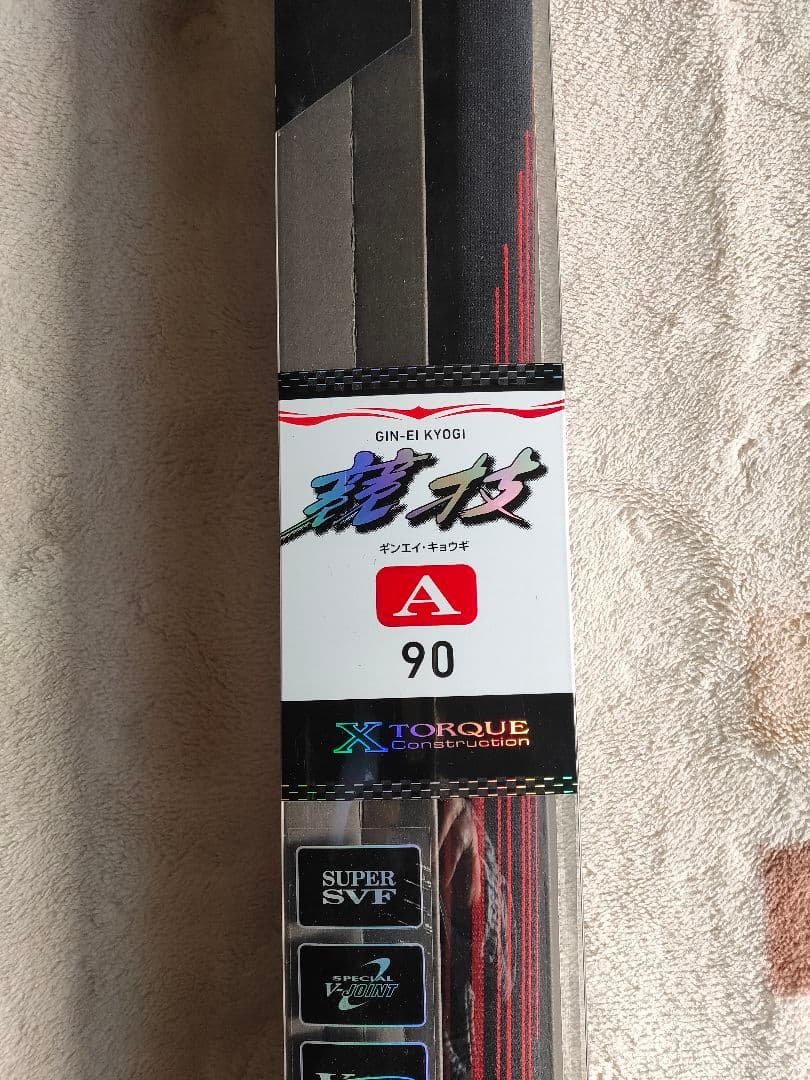 GIN-EI KYOGI
競技
ギンエイ・キョウギ
A
90
X TORQUE
Construction
SUPER
SVF
SPECIAL
V-JOINT